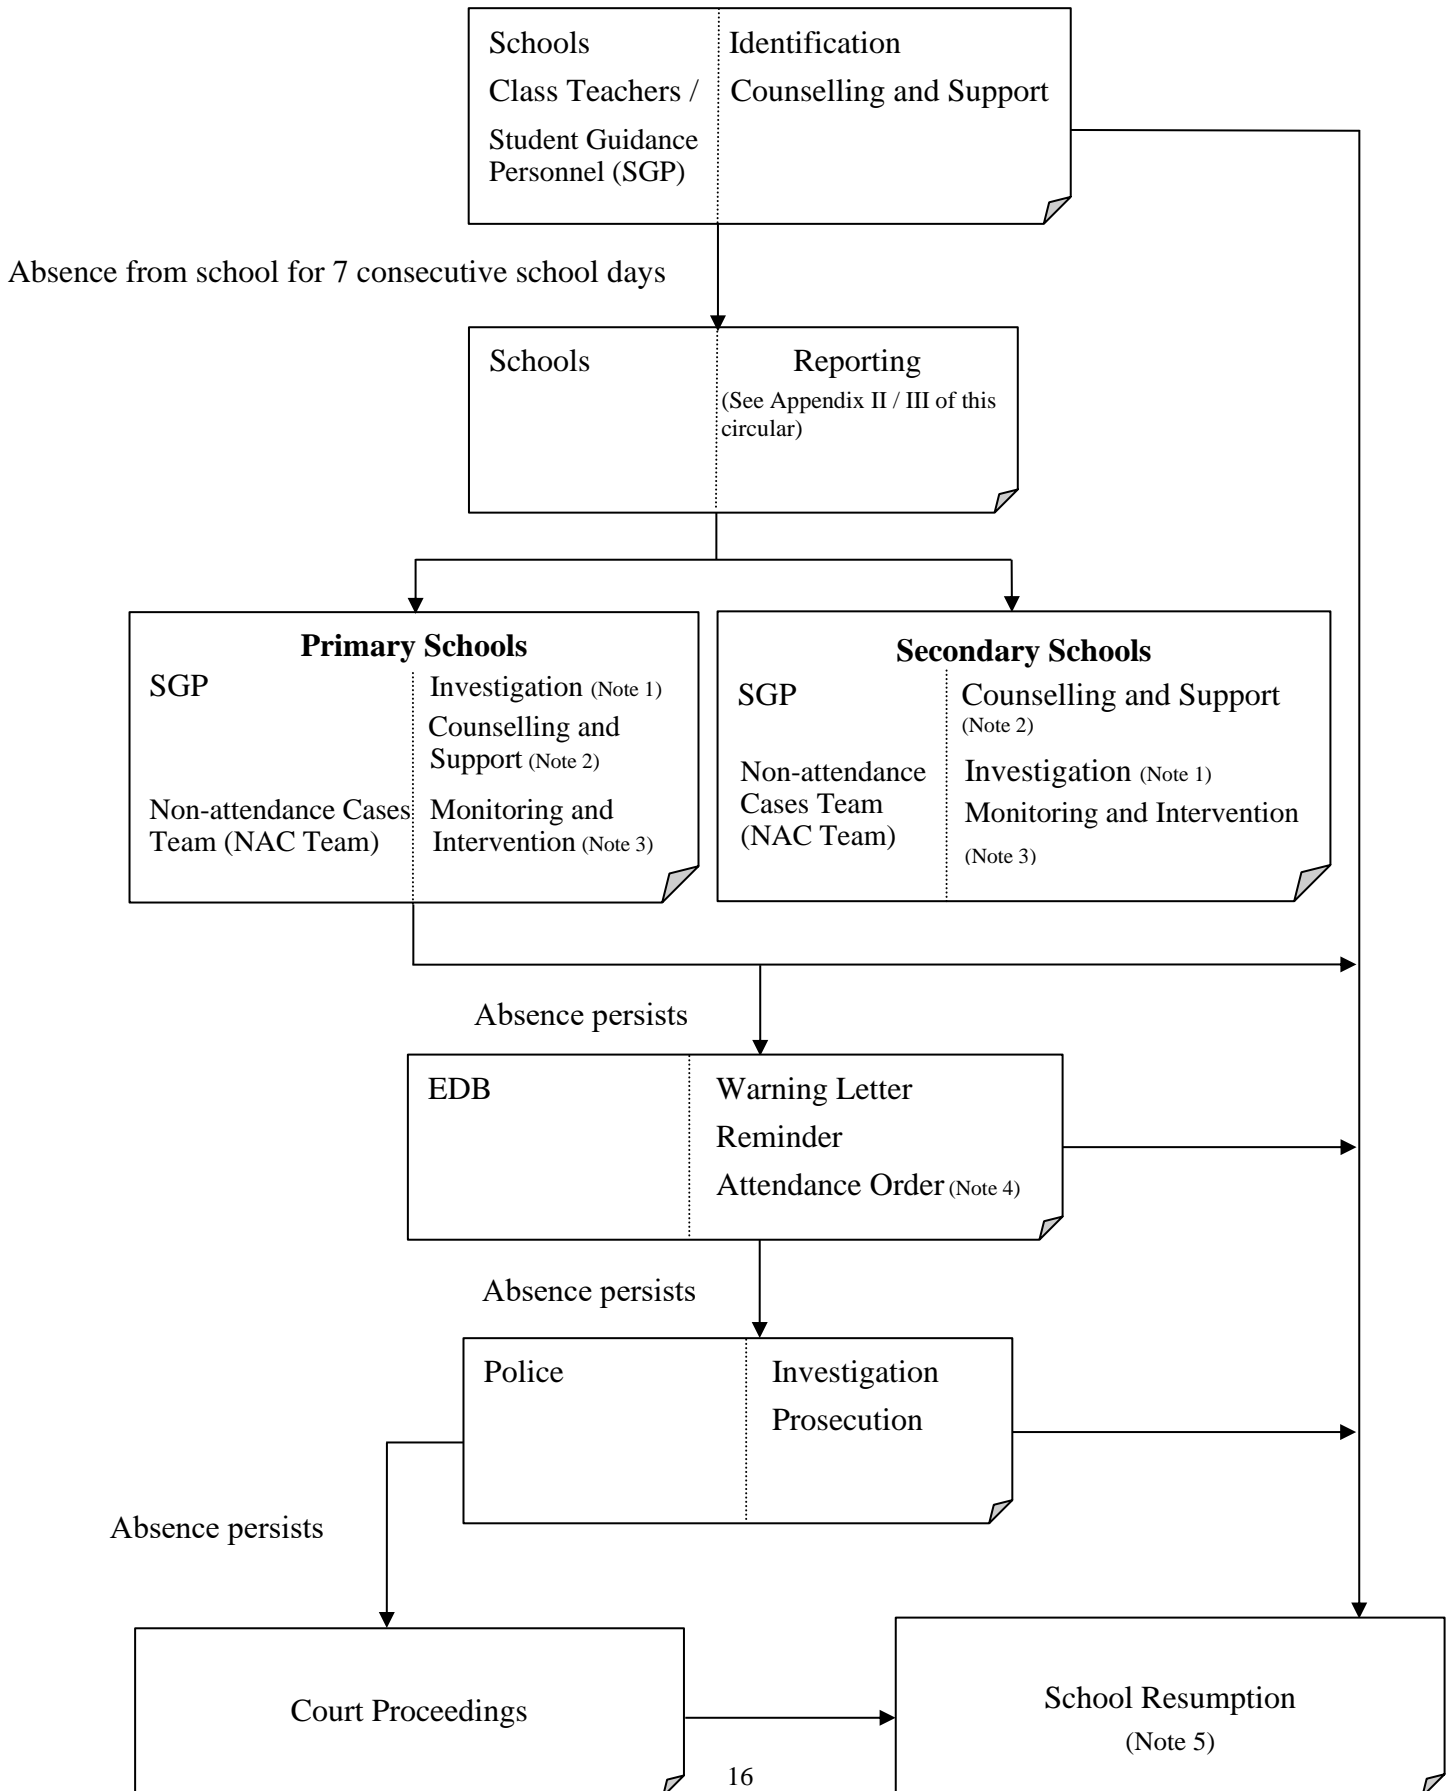 Schools
Class Teachers /
Student Guidance
Personnel (SGP)
Identification
Counselling and Support
Absence from school for 7 consecutive school days
Schools
Reporting
(See Appendix II / III of this
circular)
Primary Schools
SGP
Investigation (Note 1)
Counselling and
Support (Note 2)
Non-attendance Cases
Team (NAC Team)
Monitoring and
Intervention (Note 3)
Secondary Schools
SGP
Counselling and Support
(Note 2)
Non-attendance
Cases Team
(NAC Team)
Investigation (Note 1)
Monitoring and Intervention
(Note 3)
Absence persists
EDB
Warning Letter
Reminder
Attendance Order (Note 4)
Absence persists
Police
Investigation
Prosecution
Absence persists
Court Proceedings
School Resumption
(Note 5)
16